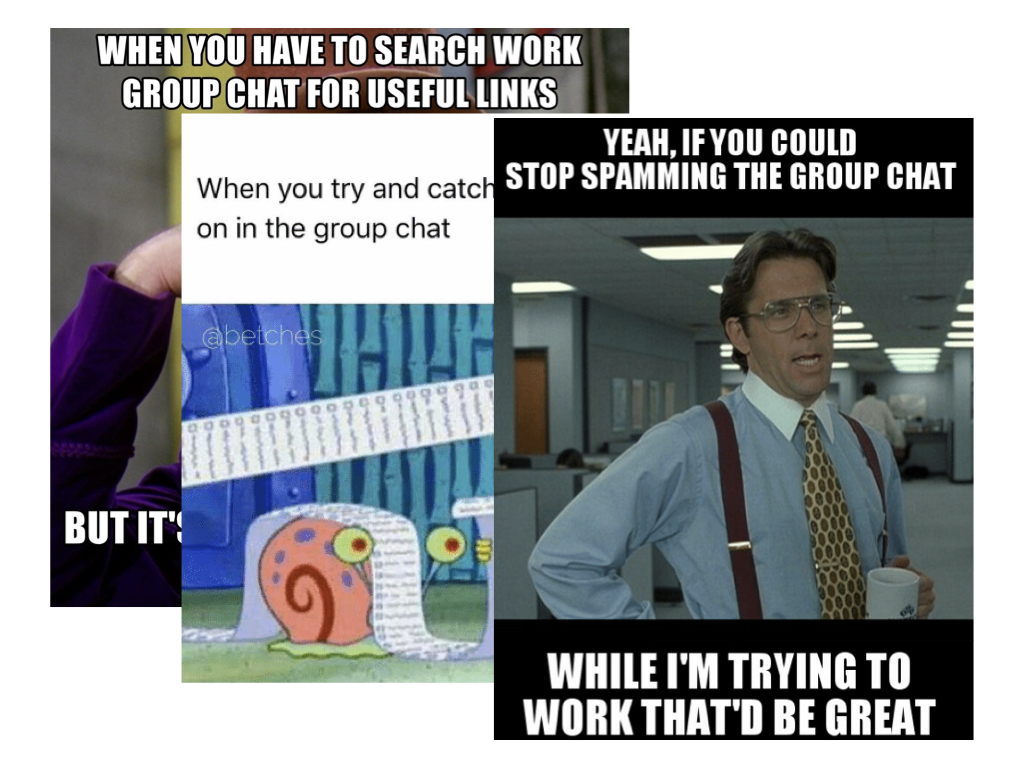 WHEN YOU HAVE TO SEARCH WORK
GROUP CHAT FOR USEFUL LINKS
BUT IT'S
When you try and catch
on in the group chat
@betches
YEAH, IF YOU COULD
STOP SPAMMING THE GROUP CHAT
WHILE I'M TRYING TO
WORK THAT'D BE GREAT